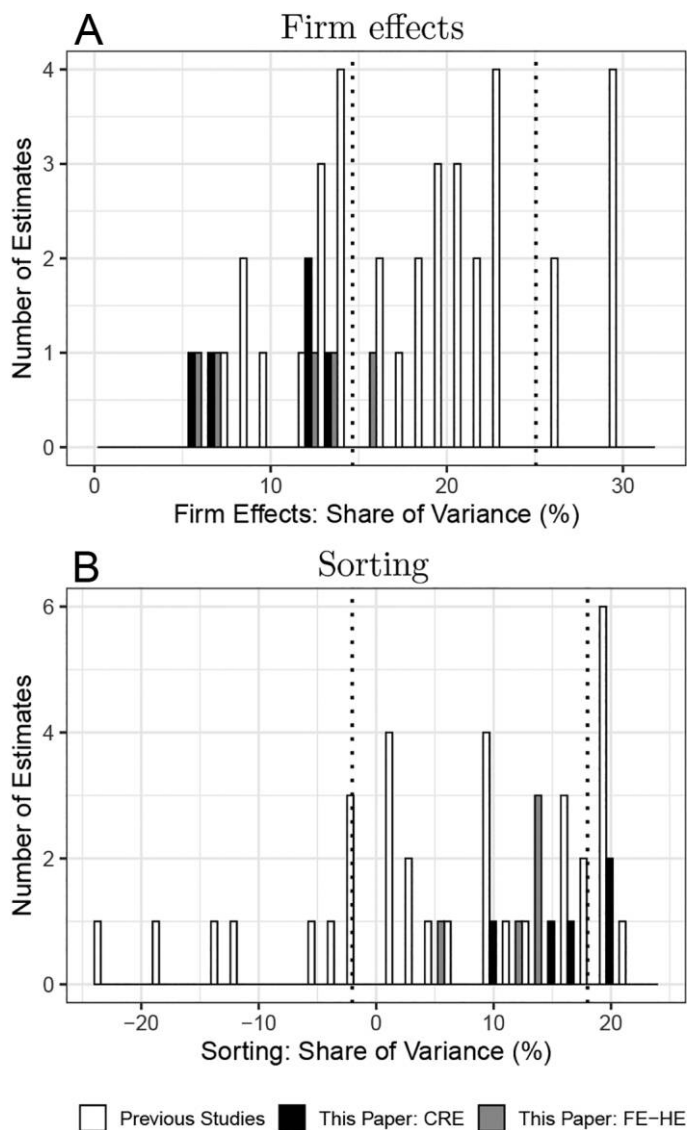 A Firm effects
4
3
2
1
0
Number of Estimates
0 10 20 30
Firm Effects: Share of Variance (%)
B Sorting
6
4
2
0
Number of Estimates
−20 −10 0 10 20
Sorting: Share of Variance (%)
Previous Studies This Paper: CRE This Paper: FE-HE